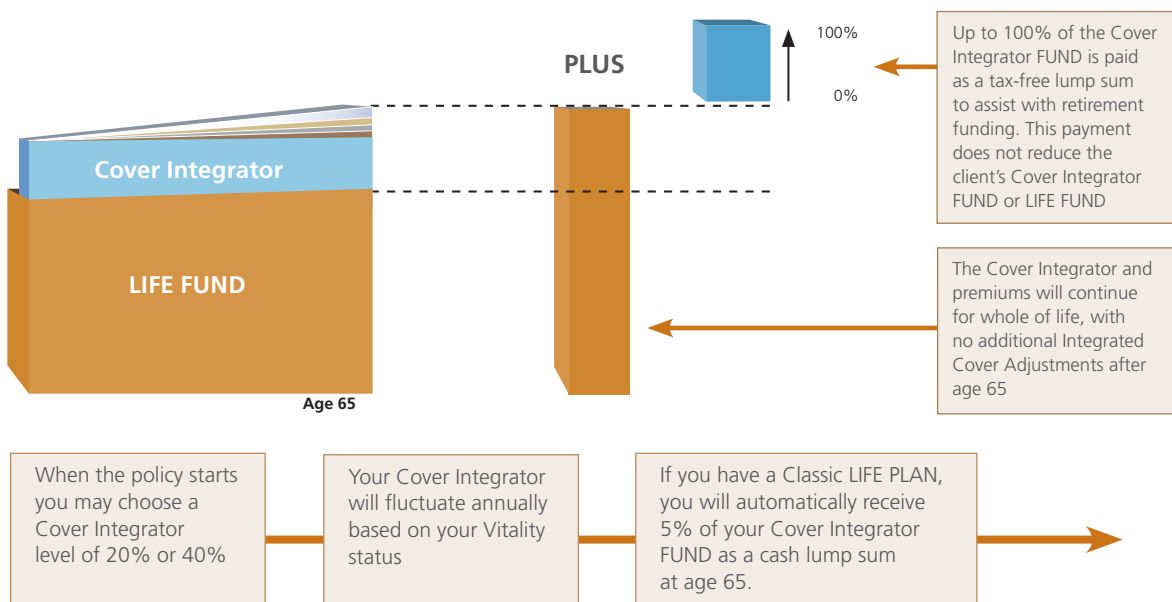 PLUS
100%
0%
Up to 100% of the Cover
Integrator FUND is paid
as a tax-free lump sum
to assist with retirement
funding. This payment
does not reduce the
client’s Cover Integrator
FUND or LIFE FUND
Cover Integrator
LIFE FUND
Age 65
The Cover Integrator and
premiums will continue
for whole of life, with
no additional Integrated
Cover Adjustments after
age 65
When the policy starts
you may choose a
Cover Integrator
level of 20% or 40%
Your Cover Integrator
will fluctuate annually
based on your Vitality
status
If you have a Classic LIFE PLAN,
you will automatically receive
5% of your Cover Integrator
FUND as a cash lump sum
at age 65.